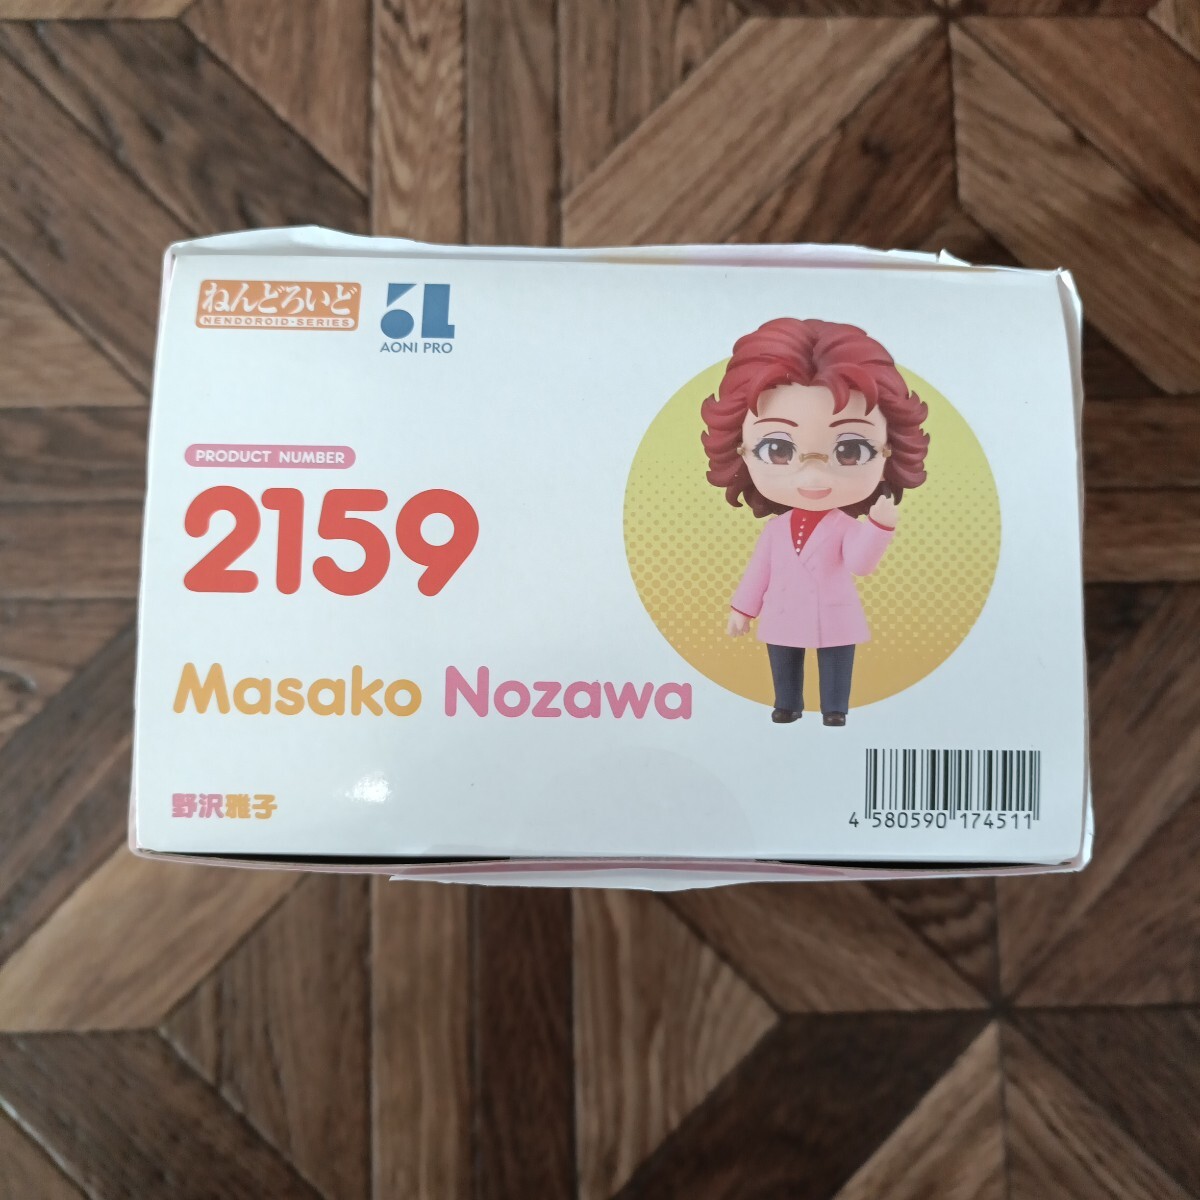 ねんどろいど
NENDOROID-SERIES
AONI PRO
PRODUCT NUMBER
2159
Masako Nozawa
野沢雅子
4 580590 174511